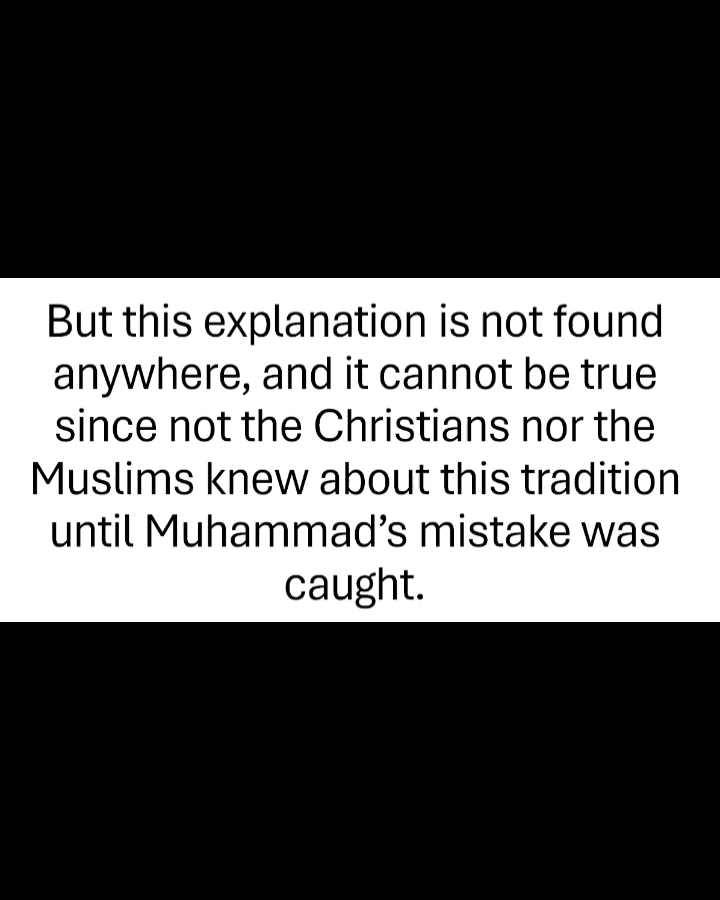 But this explanation is not found
anywhere, and it cannot be true
since not the Christians nor the
Muslims knew about this tradition
until Muhammad’s mistake was
caught.